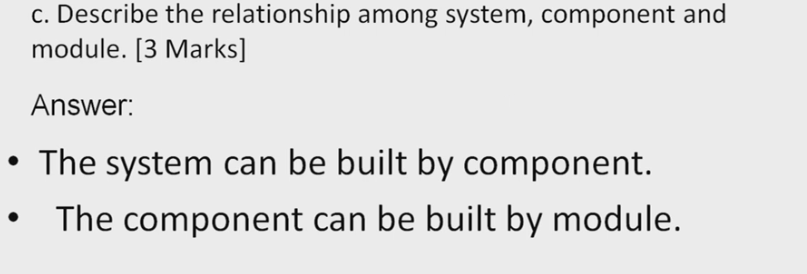 c. Describe the relationship among system, component and
module. [3 Marks]
Answer:
• The system can be built by component.
• The component can be built by module.